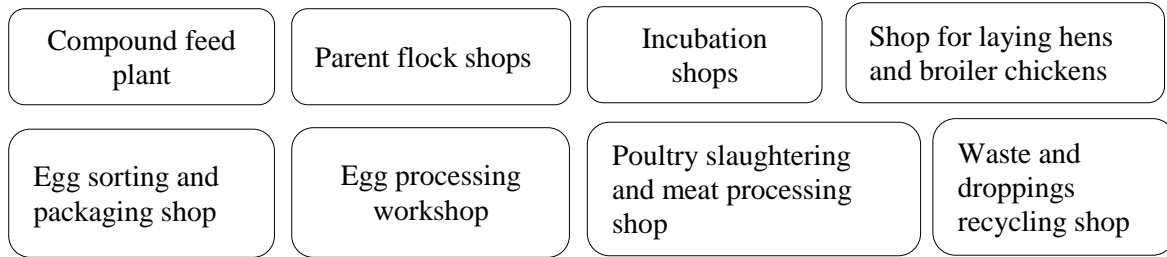 Compound feed
plant
Parent flock shops
Incubation
shops
Shop for laying hens
and broiler chickens
Egg sorting and
packaging shop
Egg processing
workshop
Poultry slaughtering
and meat processing
shop
Waste and
droppings
recycling shop